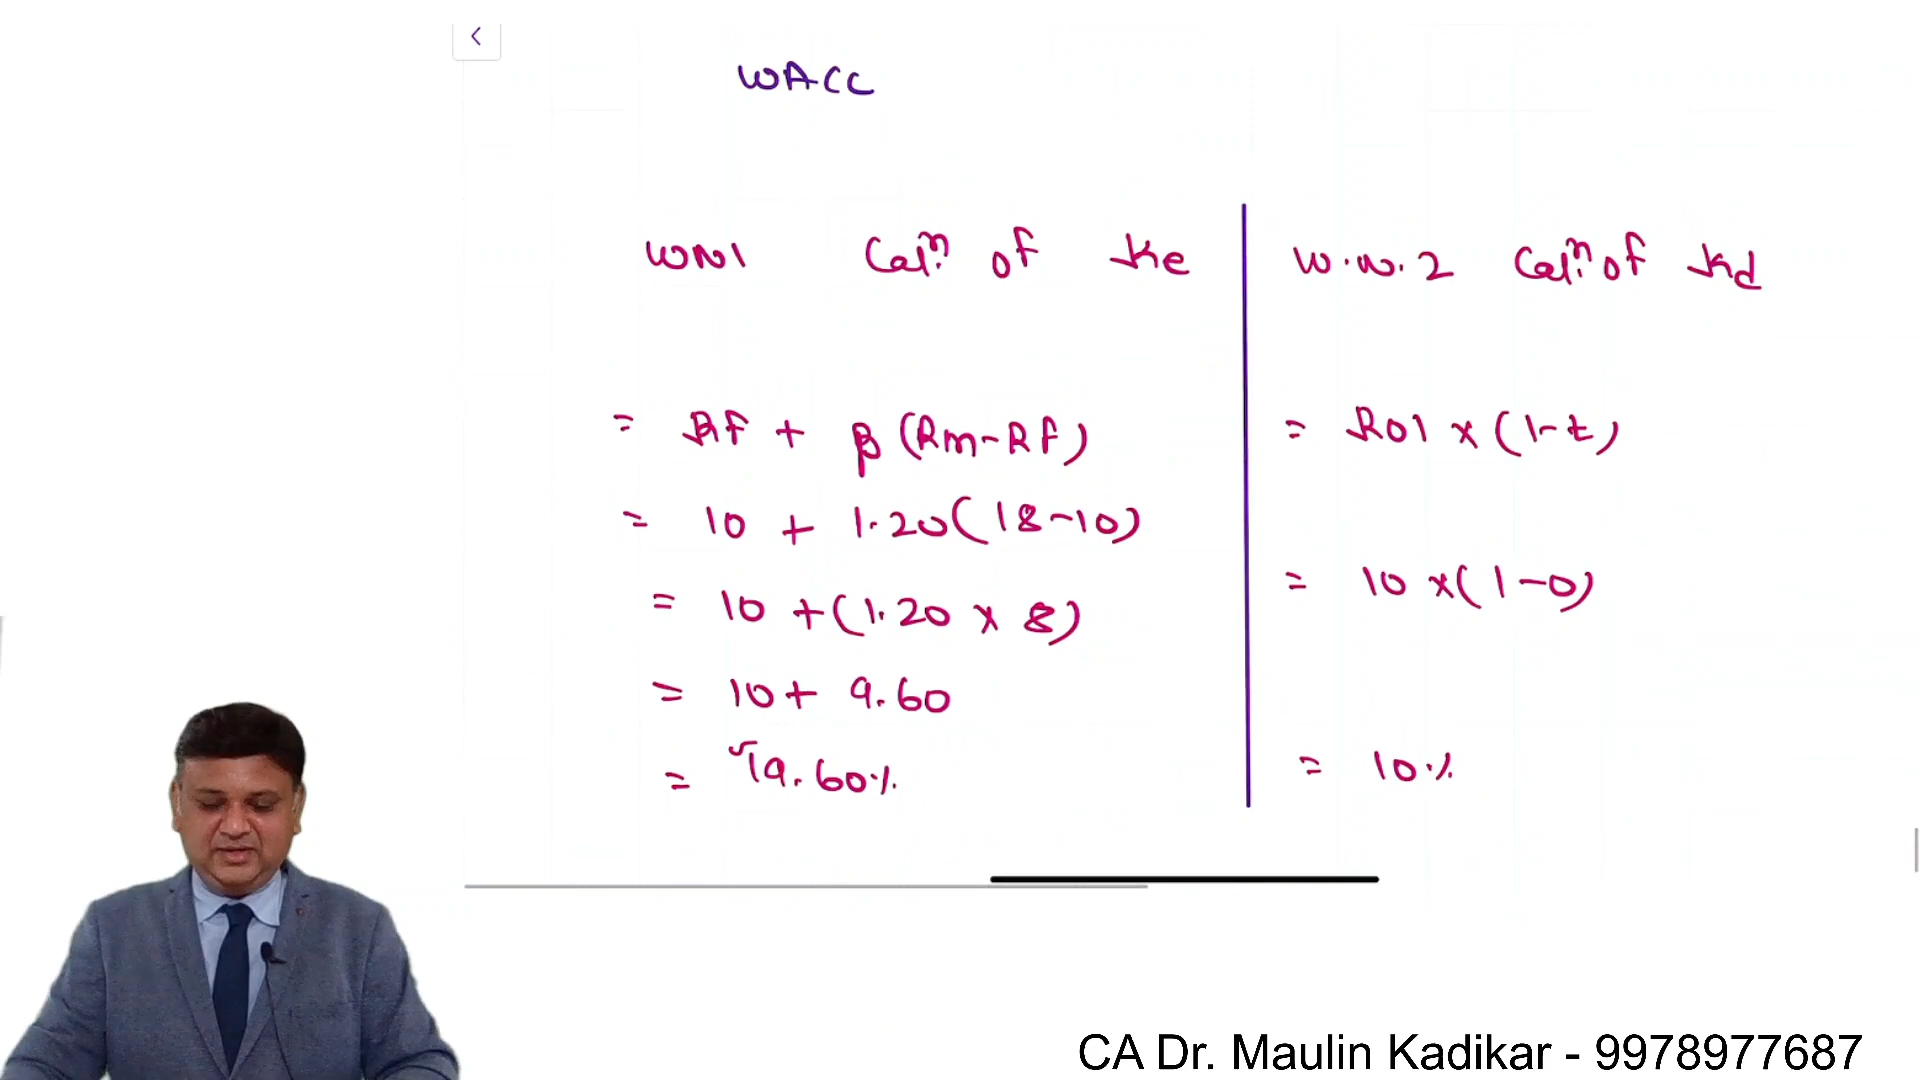 WACC
WN1 Calⁿ. of Ke
= RF + β (Rm-RF)
= 10 + 1.20(18-10)
= 10 + (1.20 x 8)
= 10 + 9.60
= 19.60%
W.N.2 Calⁿ. of Kd
= ROI x (1-t)
= 10 x (1-0)
= 10%
CA Dr. Maulin Kadikar - 9978977687